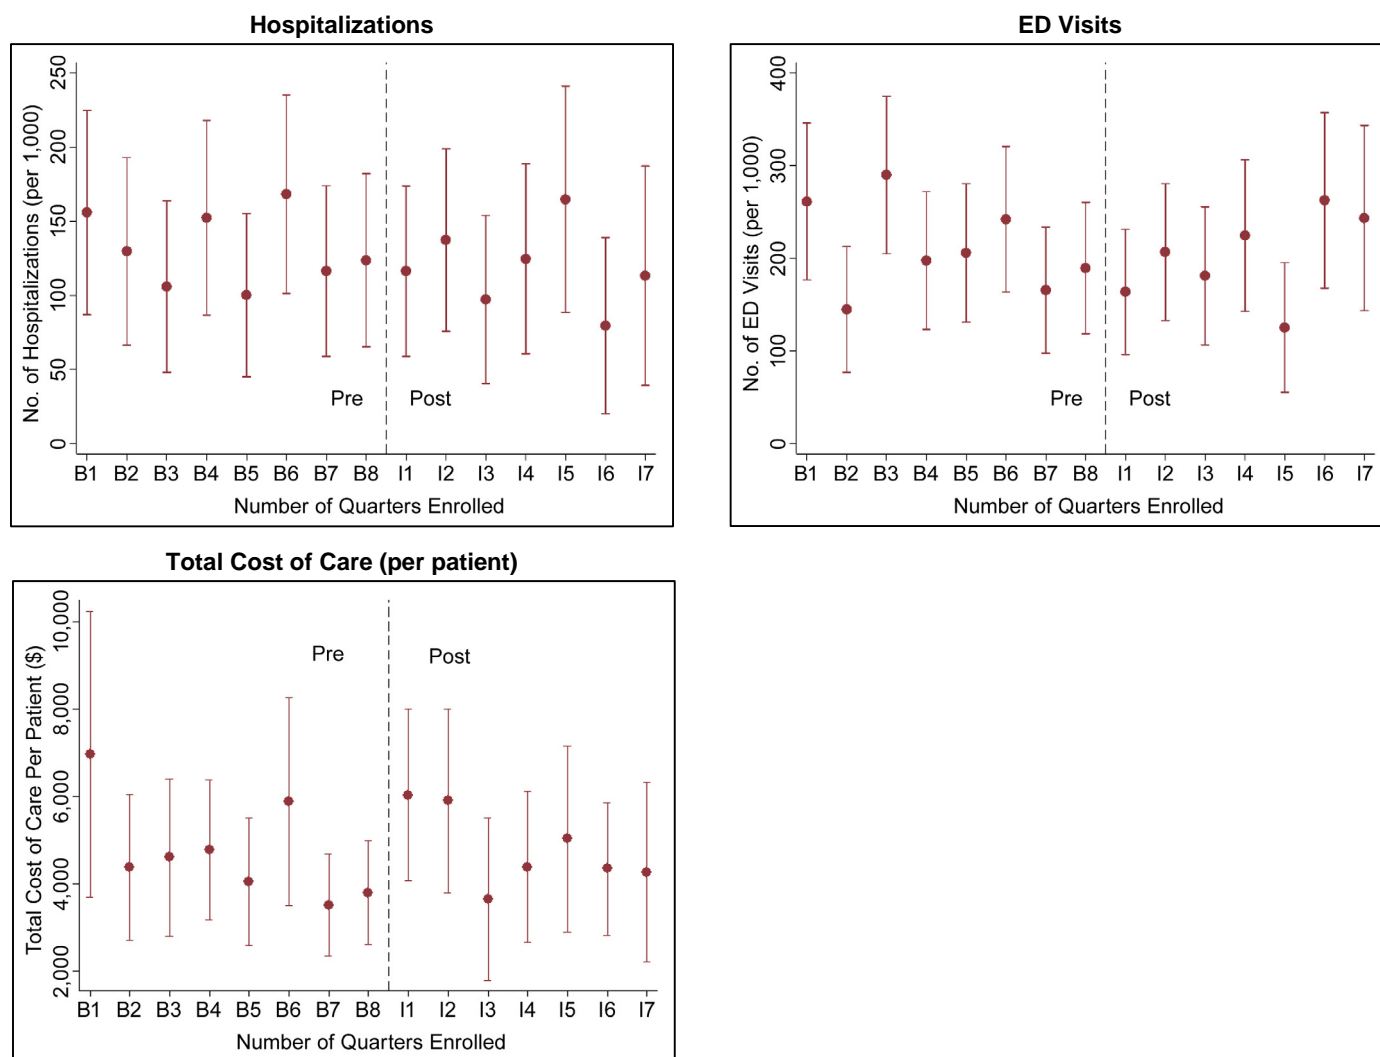 Hospitalizations
No. of Hospitalizations (per 1,000)
250
200
150
100
50
0
Pre
Post
B1 B2 B3 B4 B5 B6 B7 B8 I1 I2 I3 I4 I5 I6 I7
Number of Quarters Enrolled
ED Visits
No. of ED Visits (per 1,000)
400
300
200
100
0
Pre
Post
B1 B2 B3 B4 B5 B6 B7 B8 I1 I2 I3 I4 I5 I6 I7
Number of Quarters Enrolled
Total Cost of Care (per patient)
Total Cost of Care Per Patient ($)
10,000
8,000
6,000
4,000
2,000
Pre
Post
B1 B2 B3 B4 B5 B6 B7 B8 I1 I2 I3 I4 I5 I6 I7
Number of Quarters Enrolled